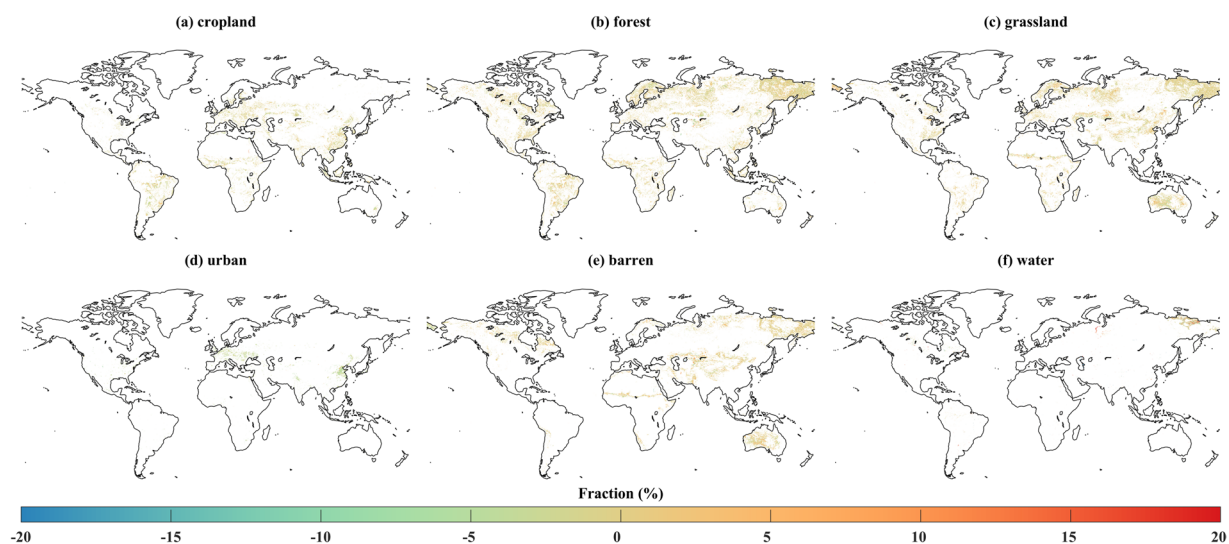 (a) cropland
(b) forest
(c) grassland
(d) urban
(e) barren
(f) water
Fraction (%)
-20 -15 -10 -5 0 5 10 15 20